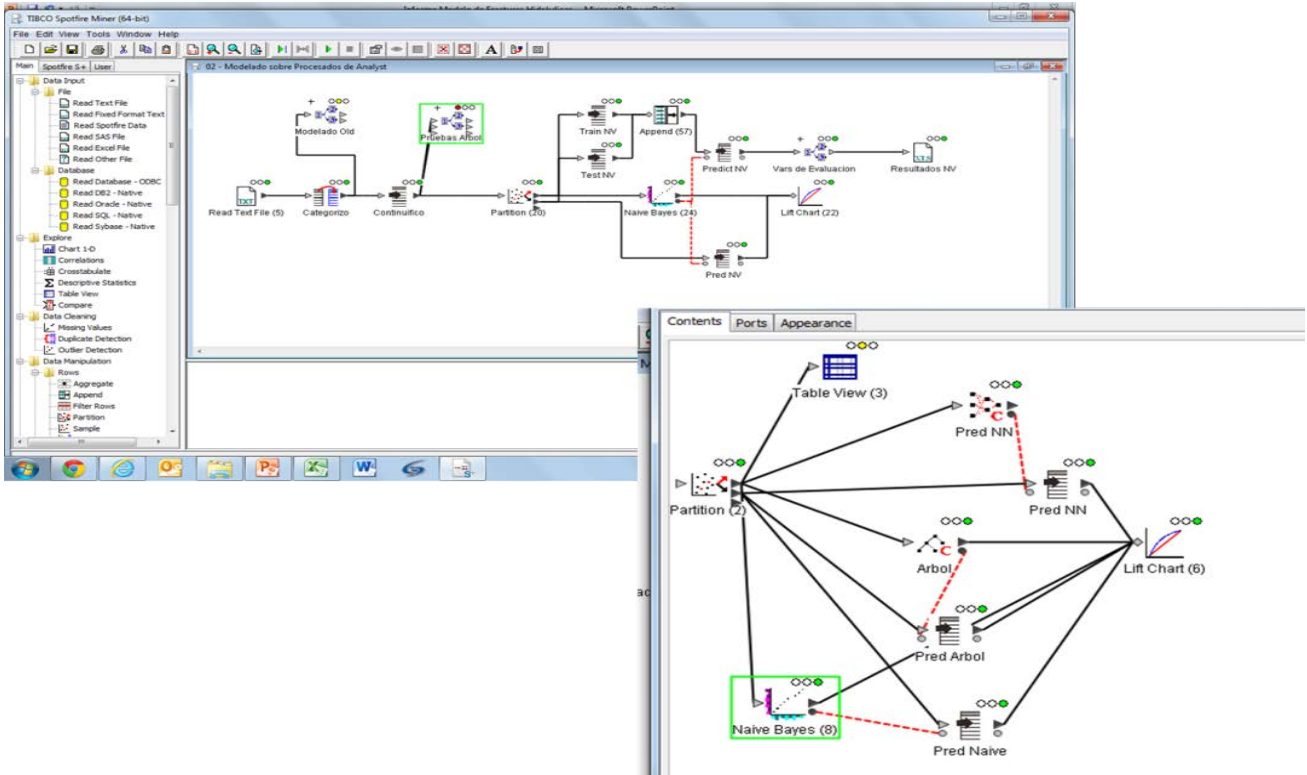 Informe Modelo de Fracturas Hidráulicas - Microsoft PowerPoint
TIBCO Spotfire Miner (64-bit)
File Edit View Tools Window Help
Main Spotfire S+ User
02 - Modelado sobre Procesados de Analyst
Data Input
File
Read Text File
Read Fixed Format Text
Read Spotfire Data
Read SAS File
Read Excel File
Read Other File
Database
Read Database - ODBC
Read DB2 - Native
Read Oracle - Native
Read SQL - Native
Read Sybase - Native
Explore
Chart 1-D
Correlations
Crosstabulate
Descriptive Statistics
Table View
Compare
Data Cleaning
Missing Values
Duplicate Detection
Outlier Detection
Data Manipulation
Rows
Aggregate
Append
Filter Rows
Partition
Sample
Modelado Old
Pruebas Arbol
Train NV
Append (57)
Test NV
Predict NV
Vars de Evaluacion
Resultados NV
Read Text File (5)
Categorizo
Continuifico
Partition (20)
Naive Bayes (24)
Lift Chart (22)
Pred NV
Contents Ports Appearance
Table View (3)
Pred NN
Partition (2)
Pred NN
Arbol
Lift Chart (6)
Pred Arbol
Naive Bayes (8)
Pred Naive